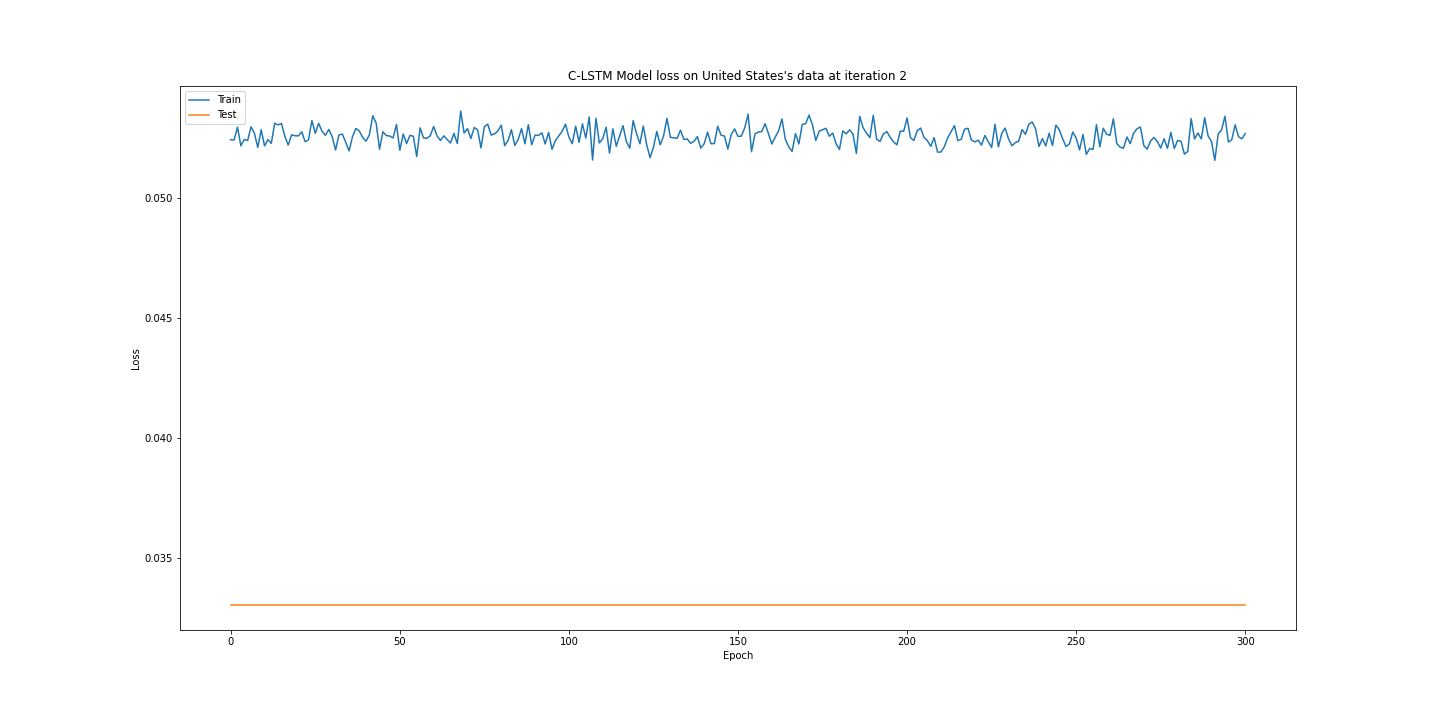 C-LSTM Model loss on United States's data at iteration 2
Train
Test
0.050
0.045
0.040
0.035
Loss
0 50 100 150 200 250 300
Epoch